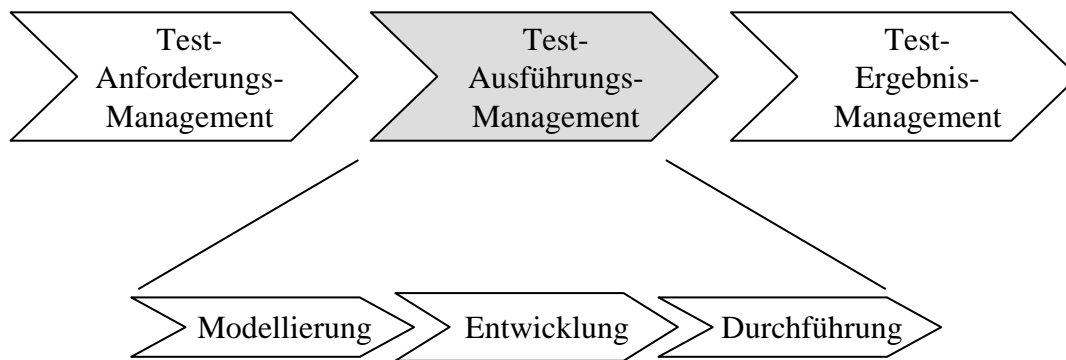 Test-
Anforderungs-
Management
Test-
Ausführungs-
Management
Test-
Ergebnis-
Management
Modellierung
Entwicklung
Durchführung